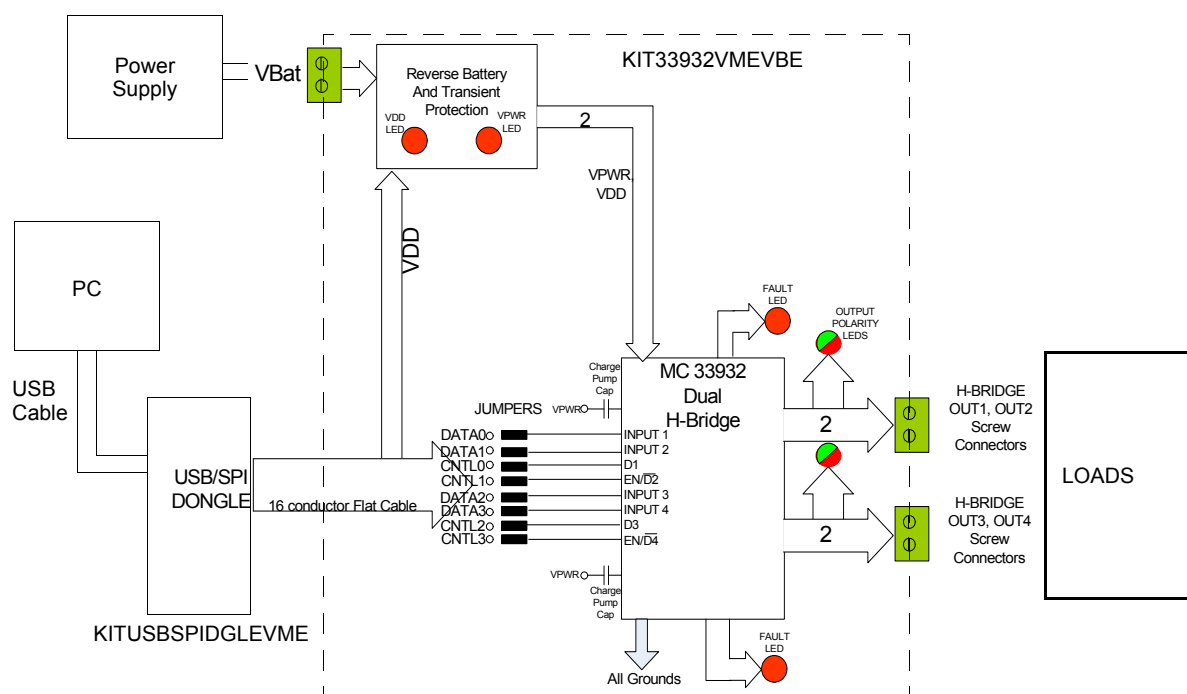 KIT33932VMEVBE
Power
Supply
VBat
Reverse Battery
And Transient
Protection
VDD
LED
VPWR
LED
2
VPWR,
VDD
VDD
PC
USB
Cable
USB/SPI
DONGLE
16 conductor Flat Cable
KITUSBSPIDGLEVME
JUMPERS
DATA0
DATA1
CNTL0
CNTL1
DATA2
DATA3
CNTL2
CNTL3
Charge
Pump
Cap
VPWR
MC 33932
Dual
H-Bridge
INPUT 1
INPUT 2
D1
EN/D2
INPUT 3
INPUT 4
D3
EN/D4
VPWR
Charge
Pump
Cap
All Grounds
FAULT
LED
OUTPUT
POLARITY
LEDS
2
2
FAULT
LED
H-BRIDGE
OUT1, OUT2
Screw
Connectors
H-BRIDGE
OUT3, OUT4
Screw
Connectors
LOADS